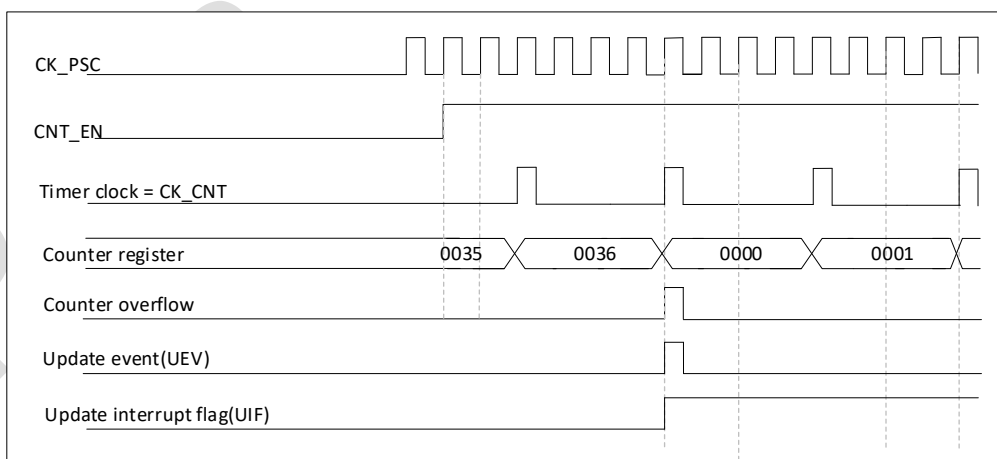 CK_PSC
CNT_EN
Timer clock = CK_CNT
Counter register 0035 0036 0000 0001
Counter overflow
Update event(UEV)
Update interrupt flag(UIF)